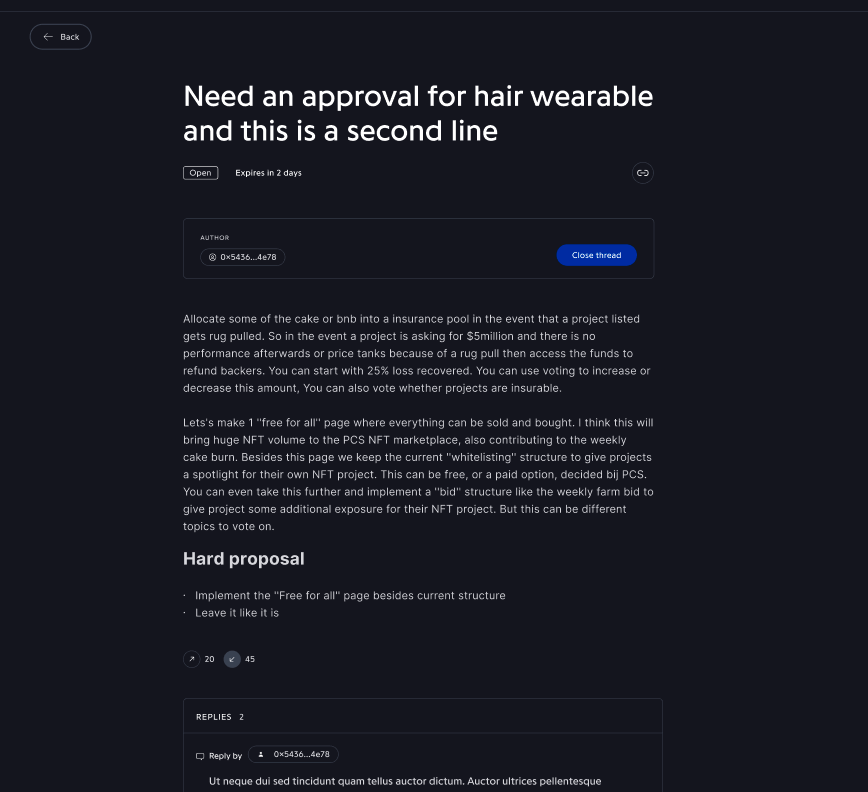 Back
Need an approval for hair wearable
and this is a second line
Open Expires in 2 days
AUTHOR
0×5436...4e78
Close thread
Allocate some of the cake or bnb into a insurance pool in the event that a project listed
gets rug pulled. So in the event a project is asking for $5million and there is no
performance afterwards or price tanks because of a rug pull then access the funds to
refund backers. You can start with 25% loss recovered. You can use voting to increase or
decrease this amount, You can also vote whether projects are insurable.
Lets's make 1 "free for all" page where everything can be sold and bought. I think this will
bring huge NFT volume to the PCS NFT marketplace, also contributing to the weekly
cake burn. Besides this page we keep the current "whitelisting" structure to give projects
a spotlight for their own NFT project. This can be free, or a paid option, decided bij PCS.
You can even take this further and implement a "bid" structure like the weekly farm bid to
give project some additional exposure for their NFT project. But this can be different
topics to vote on.
Hard proposal
· Implement the "Free for all" page besides current structure
· Leave it like it is
20 45
REPLIES 2
Reply by 0×5436...4e78
Ut neque dui sed tincidunt quam tellus auctor dictum. Auctor ultrices pellentesque